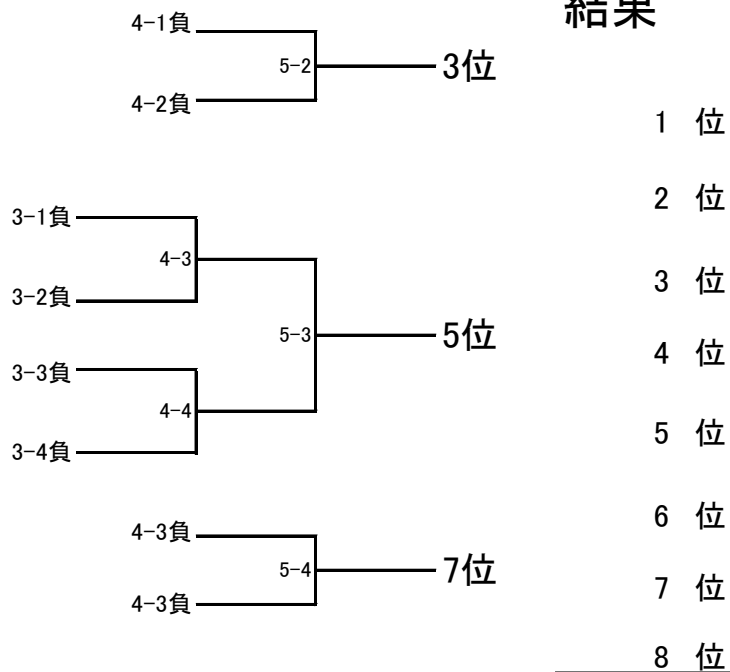 結果
4-1負
5-2
3位
4-2負
3-1負
4-3
3-2負
5-3
5位
3-3負
4-4
3-4負
4-3負
5-4
7位
4-3負
1 位
2 位
3 位
4 位
5 位
6 位
7 位
8 位